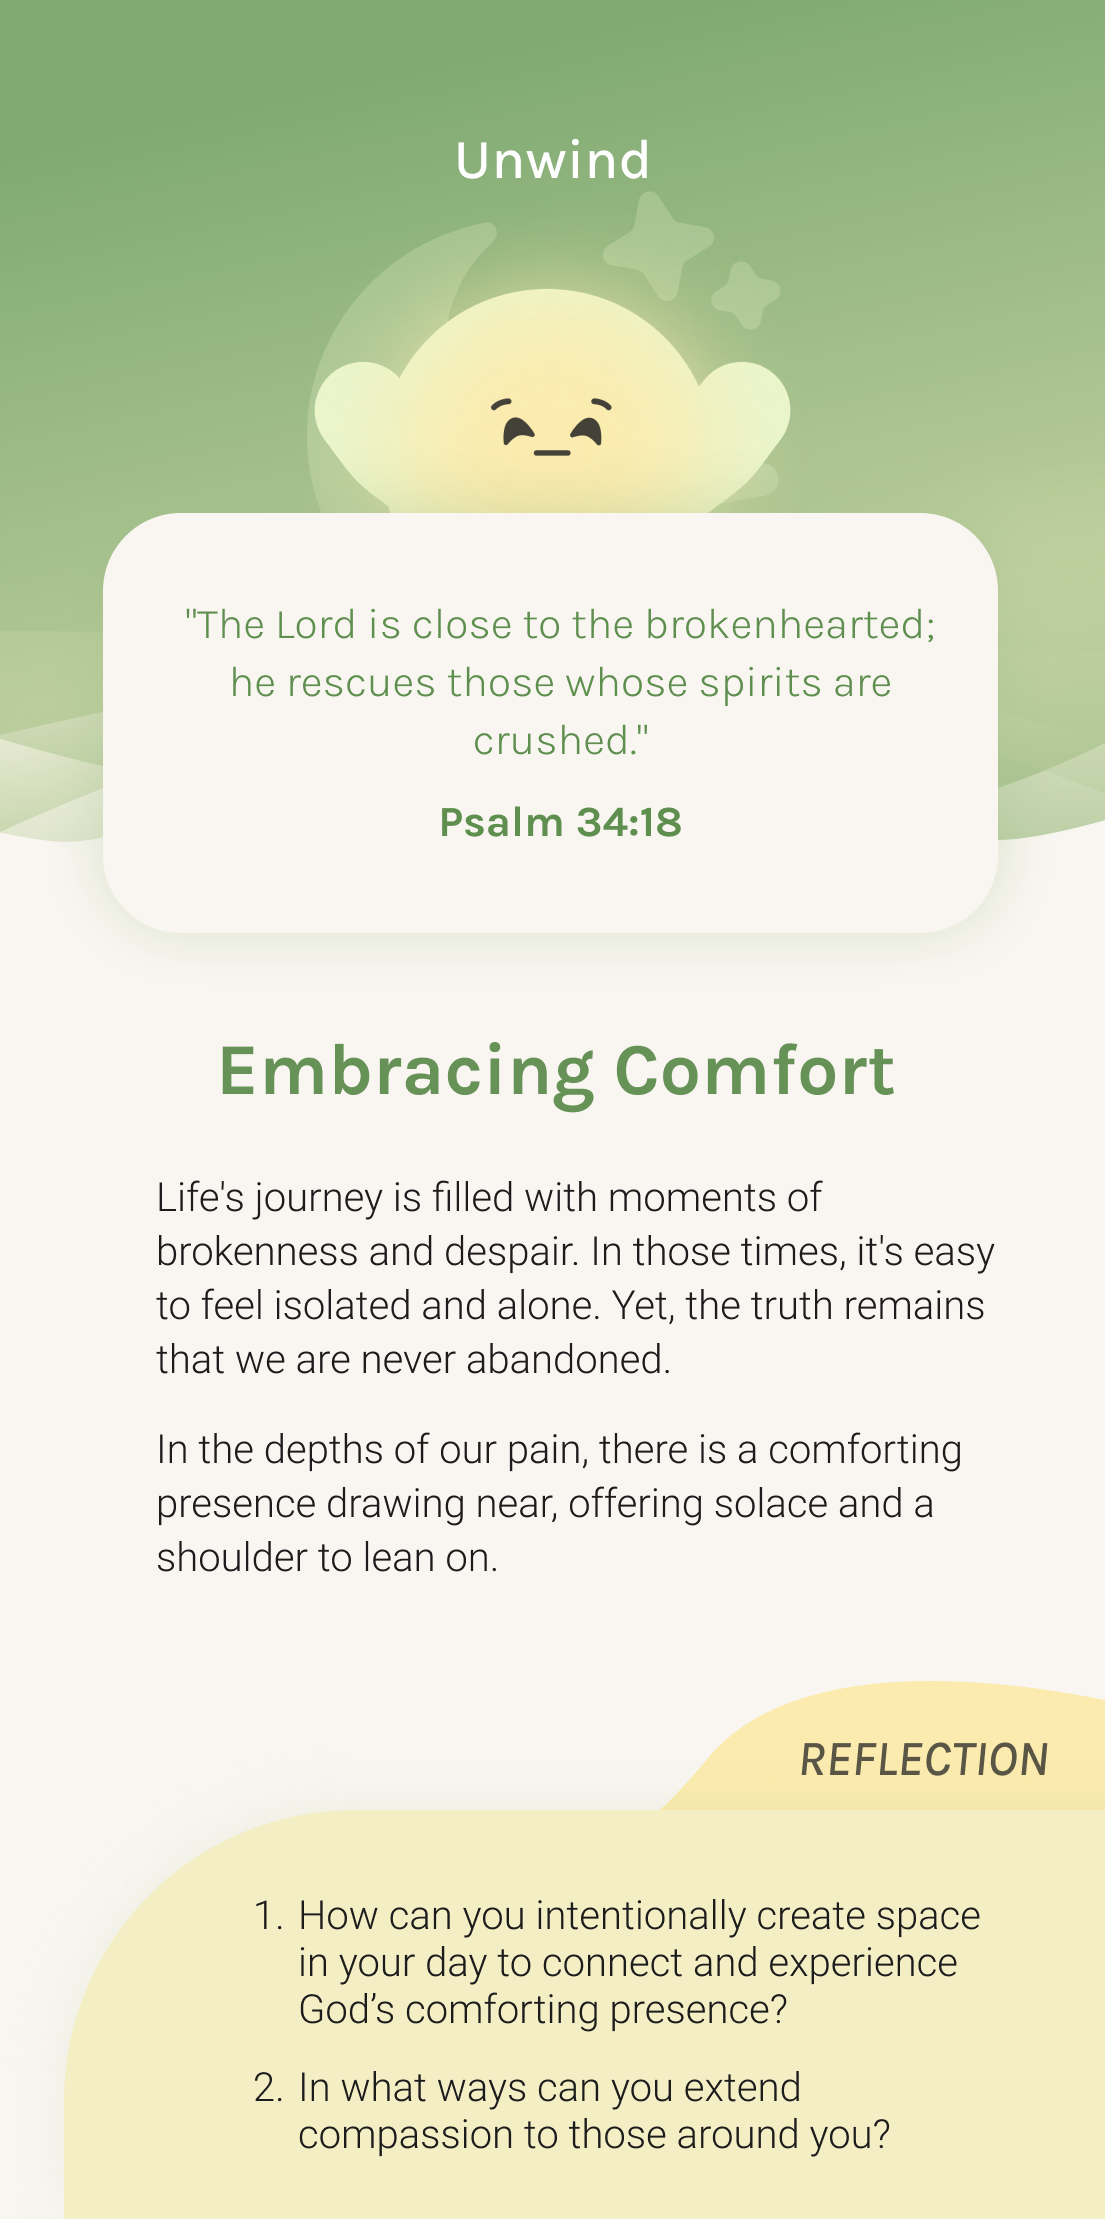 Unwind
"The Lord is close to the brokenhearted;
he rescues those whose spirits are
crushed."
Psalm 34:18
Embracing Comfort
Life's journey is filled with moments of
brokenness and despair. In those times, it's easy
to feel isolated and alone. Yet, the truth remains
that we are never abandoned.
In the depths of our pain, there is a comforting
presence drawing near, offering solace and a
shoulder to lean on.
REFLECTION
1. How can you intentionally create space
in your day to connect and experience
God’s comforting presence?
2. In what ways can you extend
compassion to those around you?